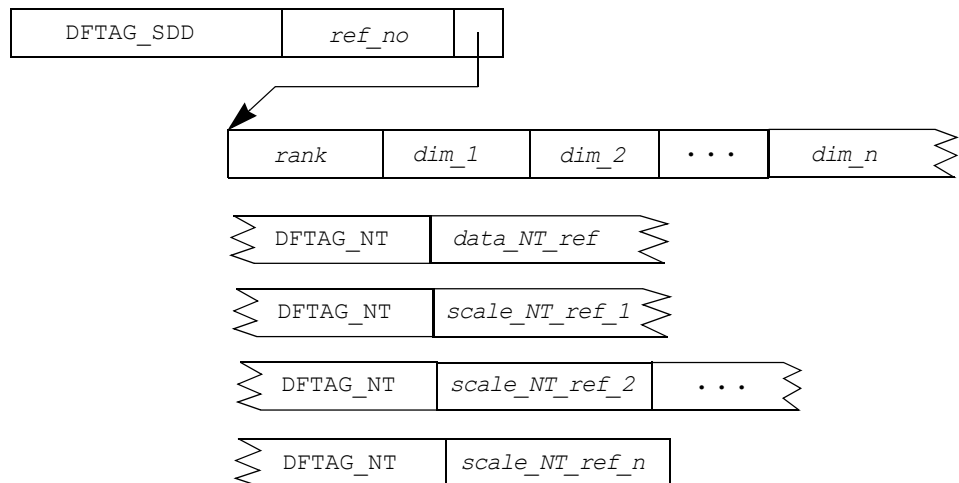 DFTAG_SDD ref_no
rank dim_1 dim_2 ... dim_n
DFTAG_NT data_NT_ref
DFTAG_NT scale_NT_ref_1
DFTAG_NT scale_NT_ref_2 ...
DFTAG_NT scale_NT_ref_n